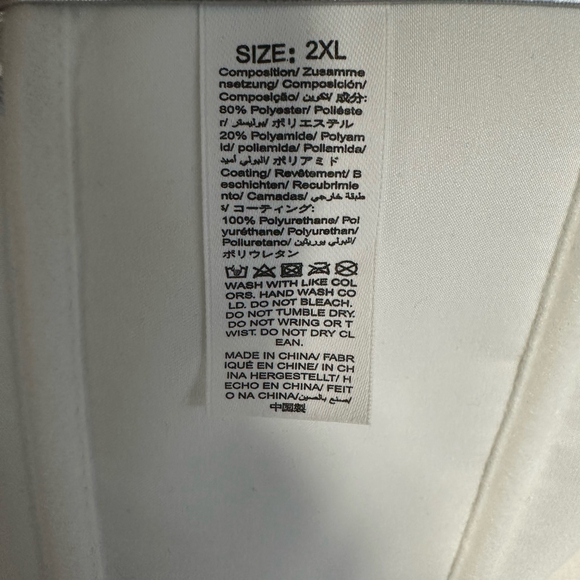 SIZE: 2XL
Composition/ Zusamme
nsetzung/ Composición/
Composição/ تكوين/ 成分:
80% Polyester/ Poliéste
r/ بوليستر/ ポリエステル
20% Polyamide/ Polyam
id/ poliamida/ Poliamida/
البولي أميد/ ポリアミド
Coating/ Revêtement/ B
eschichten/ Recubrimie
nto/ Camadas/ طبقة خارجي
ة/ コーティング:
100% Polyurethane/ Pol
yuréthane/ Polyurethan/
Poliuretano/ البولي يوريثين/
ポリウレタン
WASH WITH LIKE COL
ORS. HAND WASH CO
LD. DO NOT BLEACH.
DO NOT TUMBLE DRY.
DO NOT WRING OR T
WIST. DO NOT DRY CL
EAN.
MADE IN CHINA/ FABR
IQUÉ EN CHINE/ IN CH
INA HERGESTELLT/ H
ECHO EN CHINA/ FEIT
O NA CHINA/ صنع بالصين/
中国製